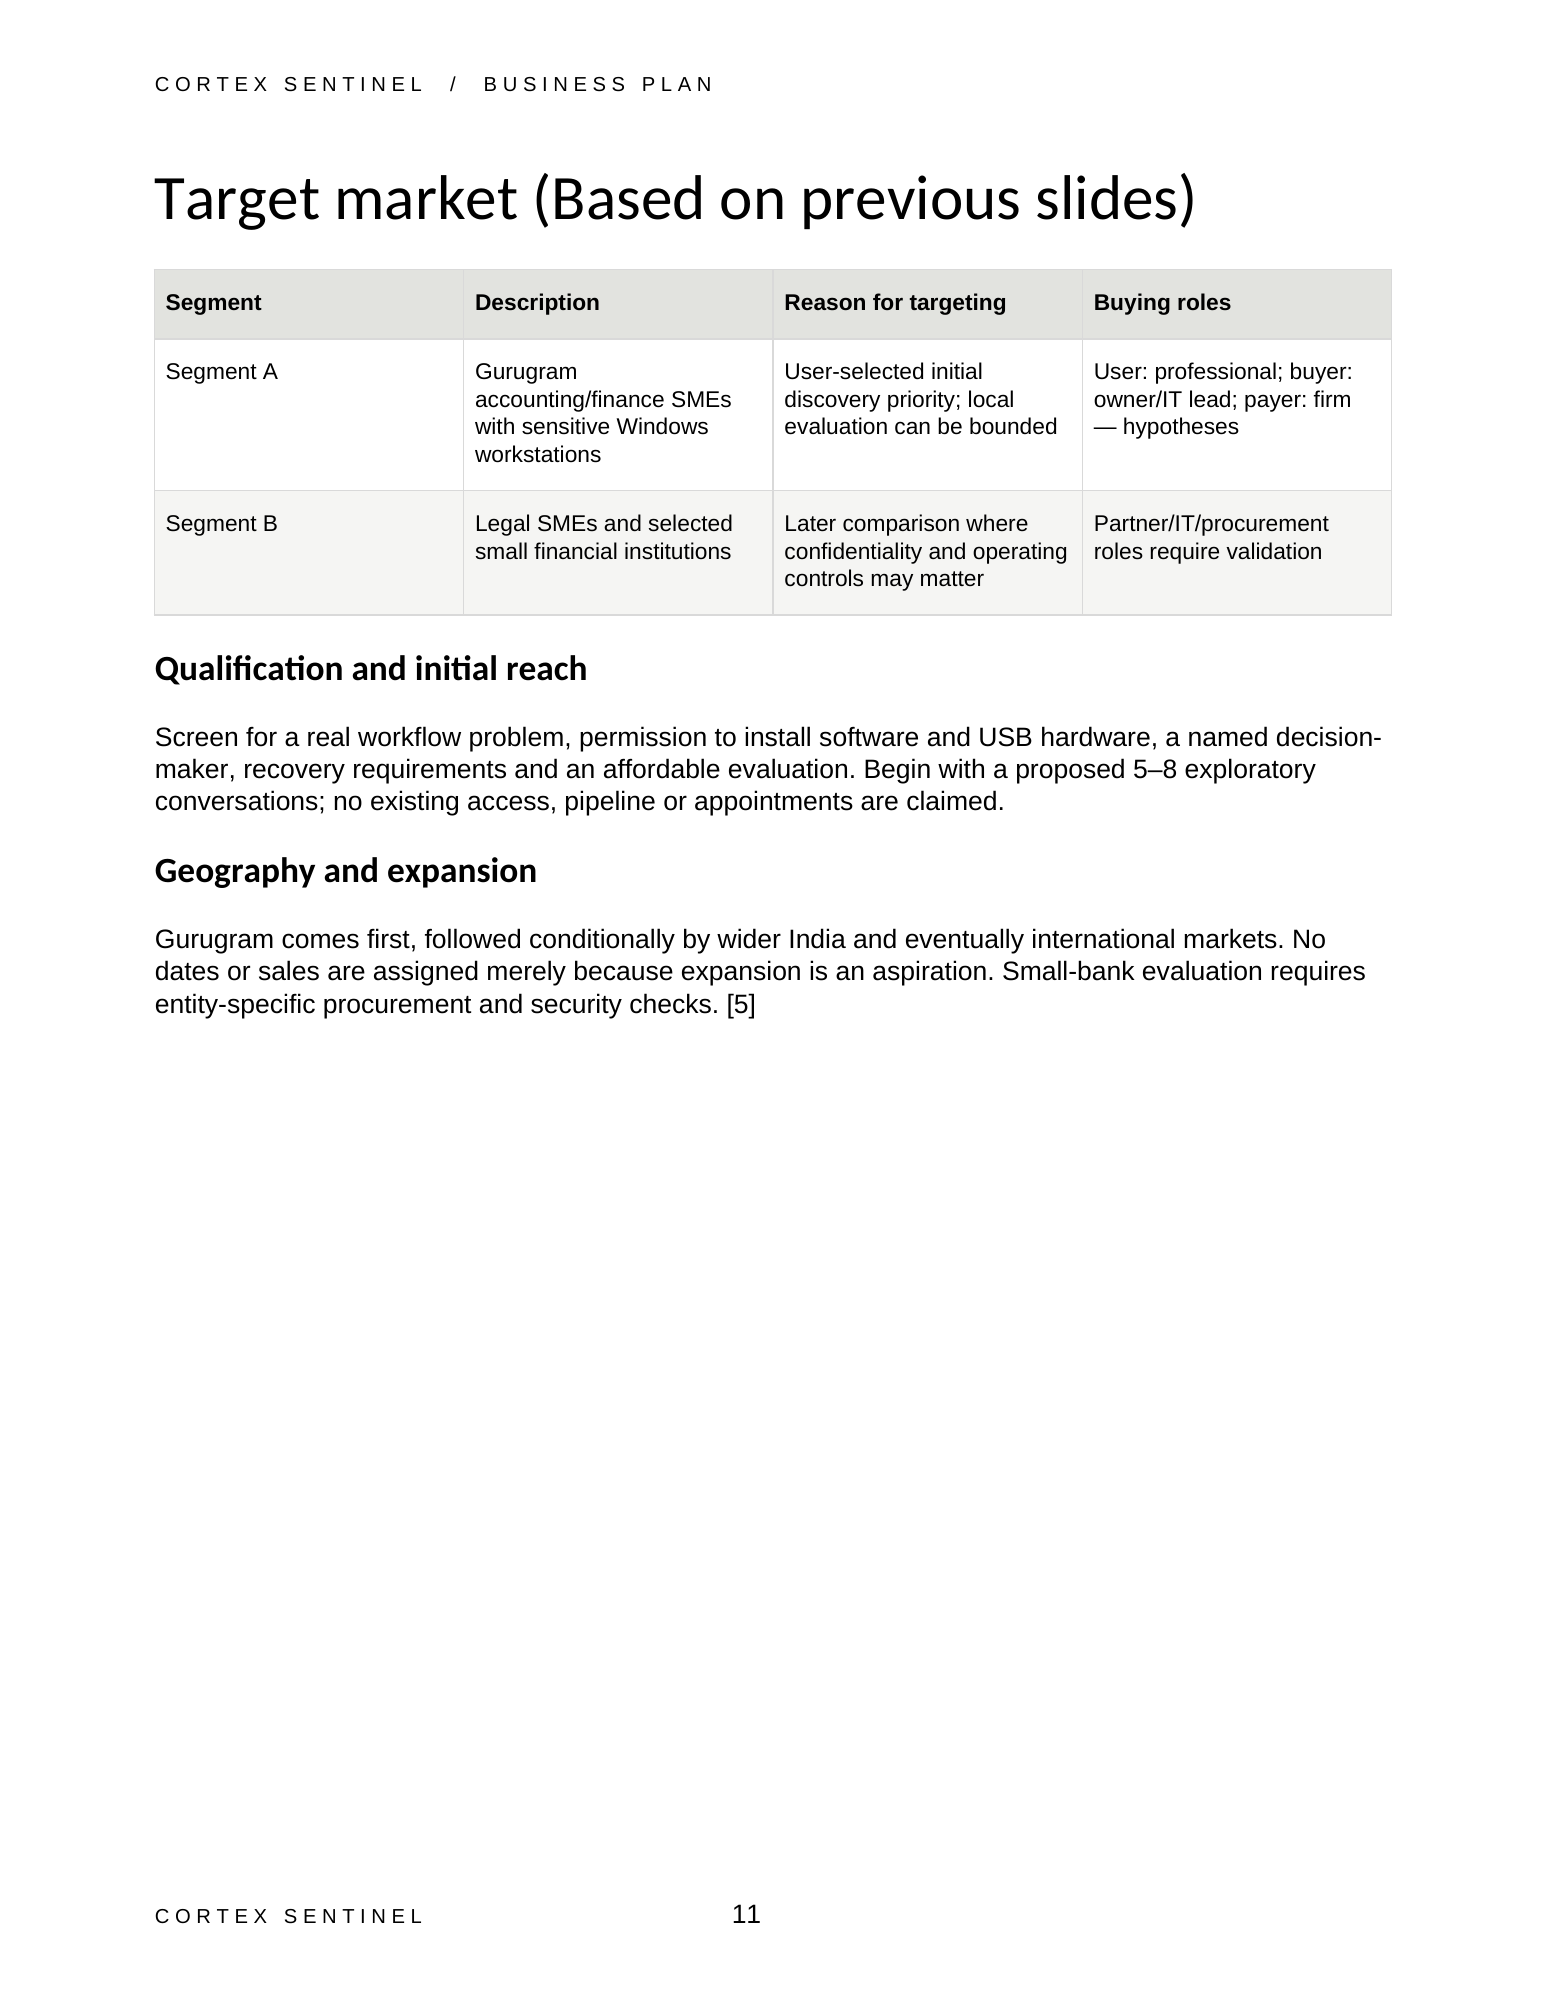 CORTEX SENTINEL / BUSINESS PLAN
Target market (Based on previous slides)
Segment
Description
Reason for targeting
Buying roles
Segment A
Gurugram
accounting/finance SMEs
with sensitive Windows
workstations
User-selected initial
discovery priority; local
evaluation can be bounded
User: professional; buyer:
owner/IT lead; payer: firm
— hypotheses
Segment B
Legal SMEs and selected
small financial institutions
Later comparison where
confidentiality and operating
controls may matter
Partner/IT/procurement
roles require validation
Qualification and initial reach
Screen for a real workflow problem, permission to install software and USB hardware, a named decision-
maker, recovery requirements and an affordable evaluation. Begin with a proposed 5–8 exploratory
conversations; no existing access, pipeline or appointments are claimed.
Geography and expansion
Gurugram comes first, followed conditionally by wider India and eventually international markets. No
dates or sales are assigned merely because expansion is an aspiration. Small-bank evaluation requires
entity-specific procurement and security checks. [5]
CORTEX SENTINEL
11